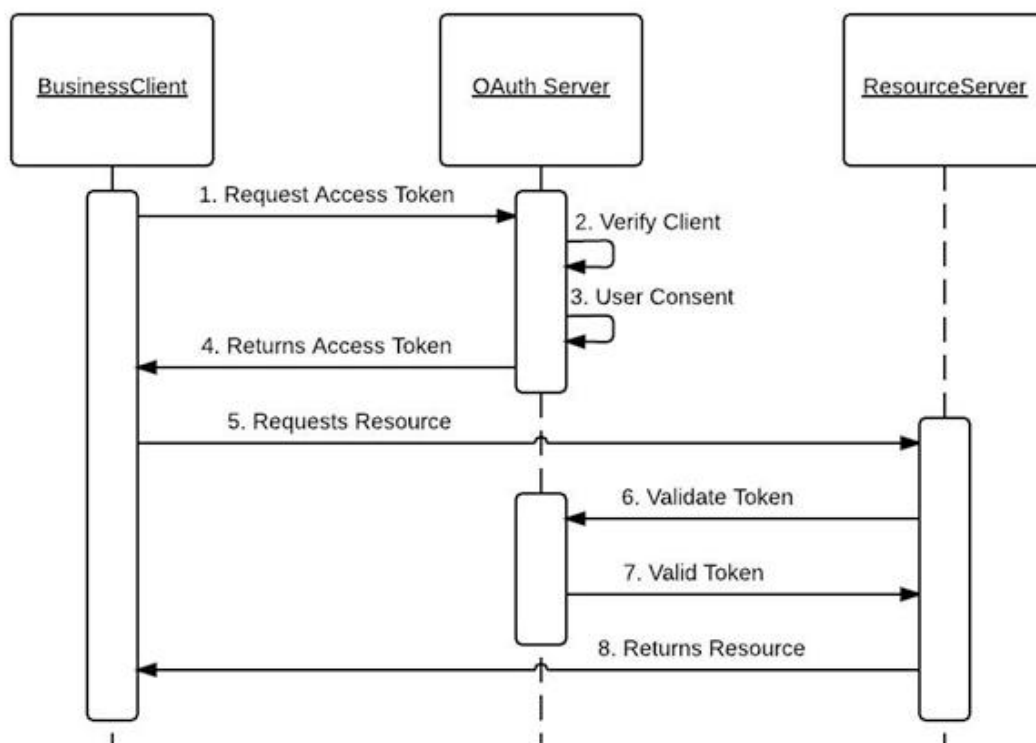 BusinessClient
OAuth Server
ResourceServer
1. Request Access Token
2. Verify Client
3. User Consent
4. Returns Access Token
5. Requests Resource
6. Validate Token
7. Valid Token
8. Returns Resource